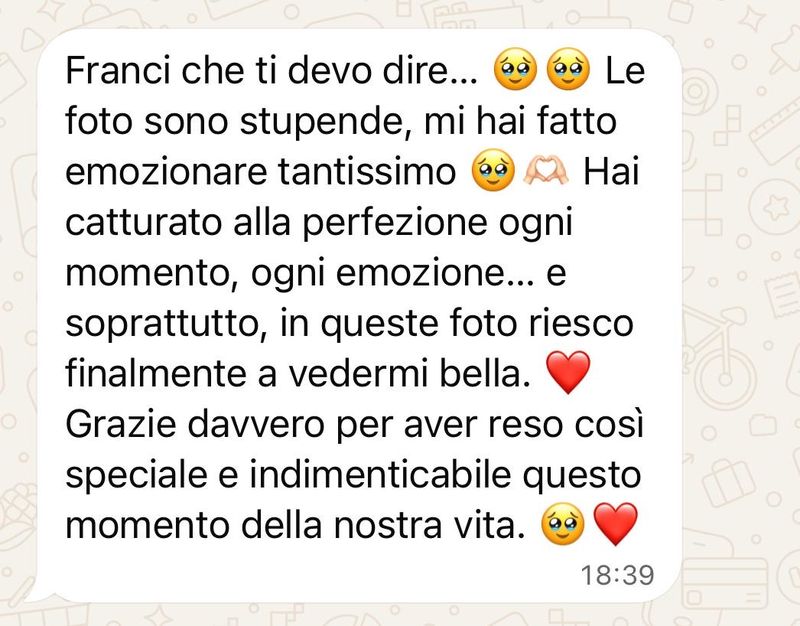 Franci che ti devo dire... 🥹🥹 Le
foto sono stupende, mi hai fatto
emozionare tantissimo 🥹🫶🏻 Hai
catturato alla perfezione ogni
momento, ogni emozione... e
soprattutto, in queste foto riesco
finalmente a vedermi bella. ❤️
Grazie davvero per aver reso così
speciale e indimenticabile questo
momento della nostra vita. 🥹❤️
18:39